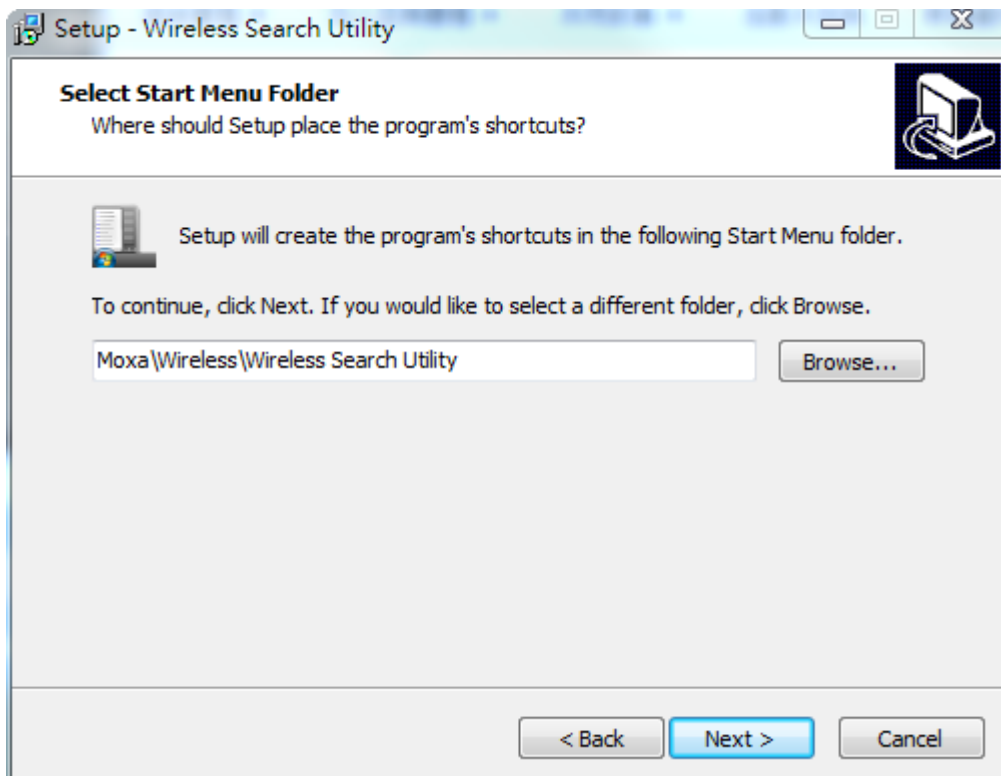 Setup - Wireless Search Utility
Select Start Menu Folder
Where should Setup place the program's shortcuts?
Setup will create the program's shortcuts in the following Start Menu folder.
To continue, click Next. If you would like to select a different folder, click Browse.
Moxa\Wireless\Wireless Search Utility
Browse...
< Back
Next >
Cancel